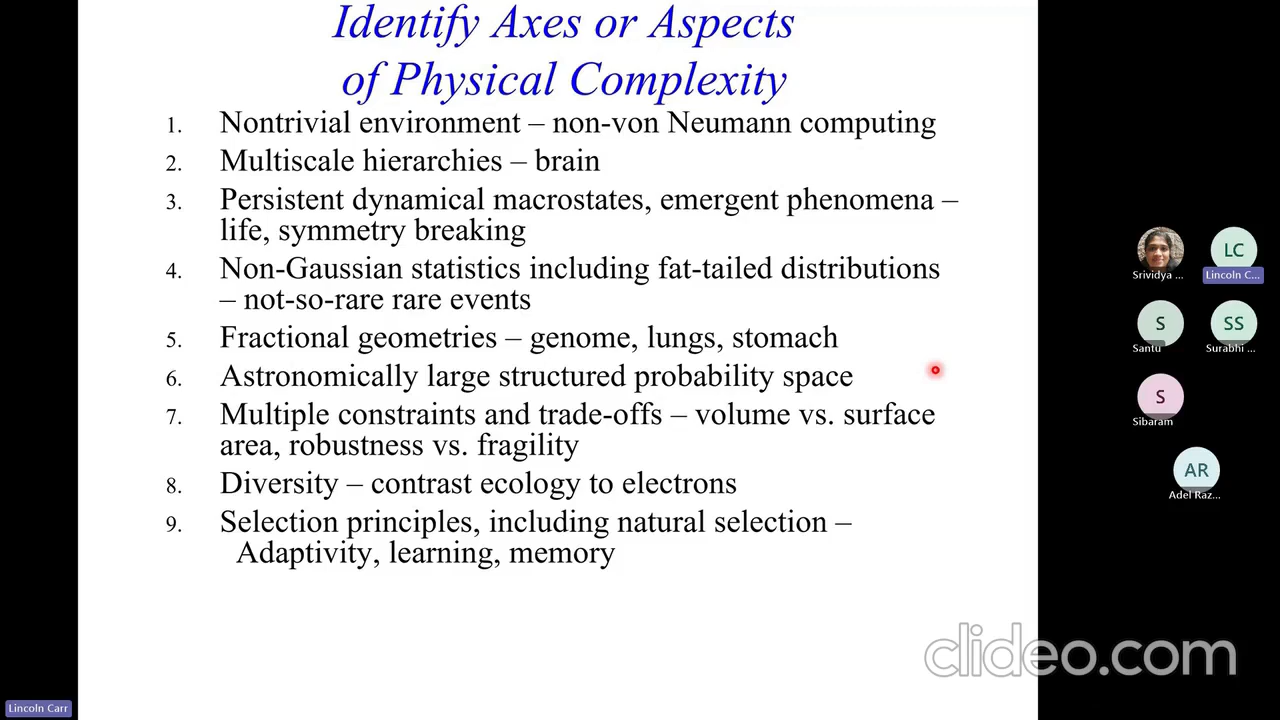 Identify Axes or Aspects
of Physical Complexity
1. Nontrivial environment – non-von Neumann computing
2. Multiscale hierarchies – brain
3. Persistent dynamical macrostates, emergent phenomena –
life, symmetry breaking
4. Non-Gaussian statistics including fat-tailed distributions
– not-so-rare rare events
5. Fractional geometries – genome, lungs, stomach
6. Astronomically large structured probability space
7. Multiple constraints and trade-offs – volume vs. surface
area, robustness vs. fragility
8. Diversity – contrast ecology to electrons
9. Selection principles, including natural selection –
Adaptivity, learning, memory
LC
Srividya ...
Lincoln C...
S
SS
Santu
Surabhi ...
S
Sibaram
AR
Adel Raz...
clideo.com
Lincoln Carr